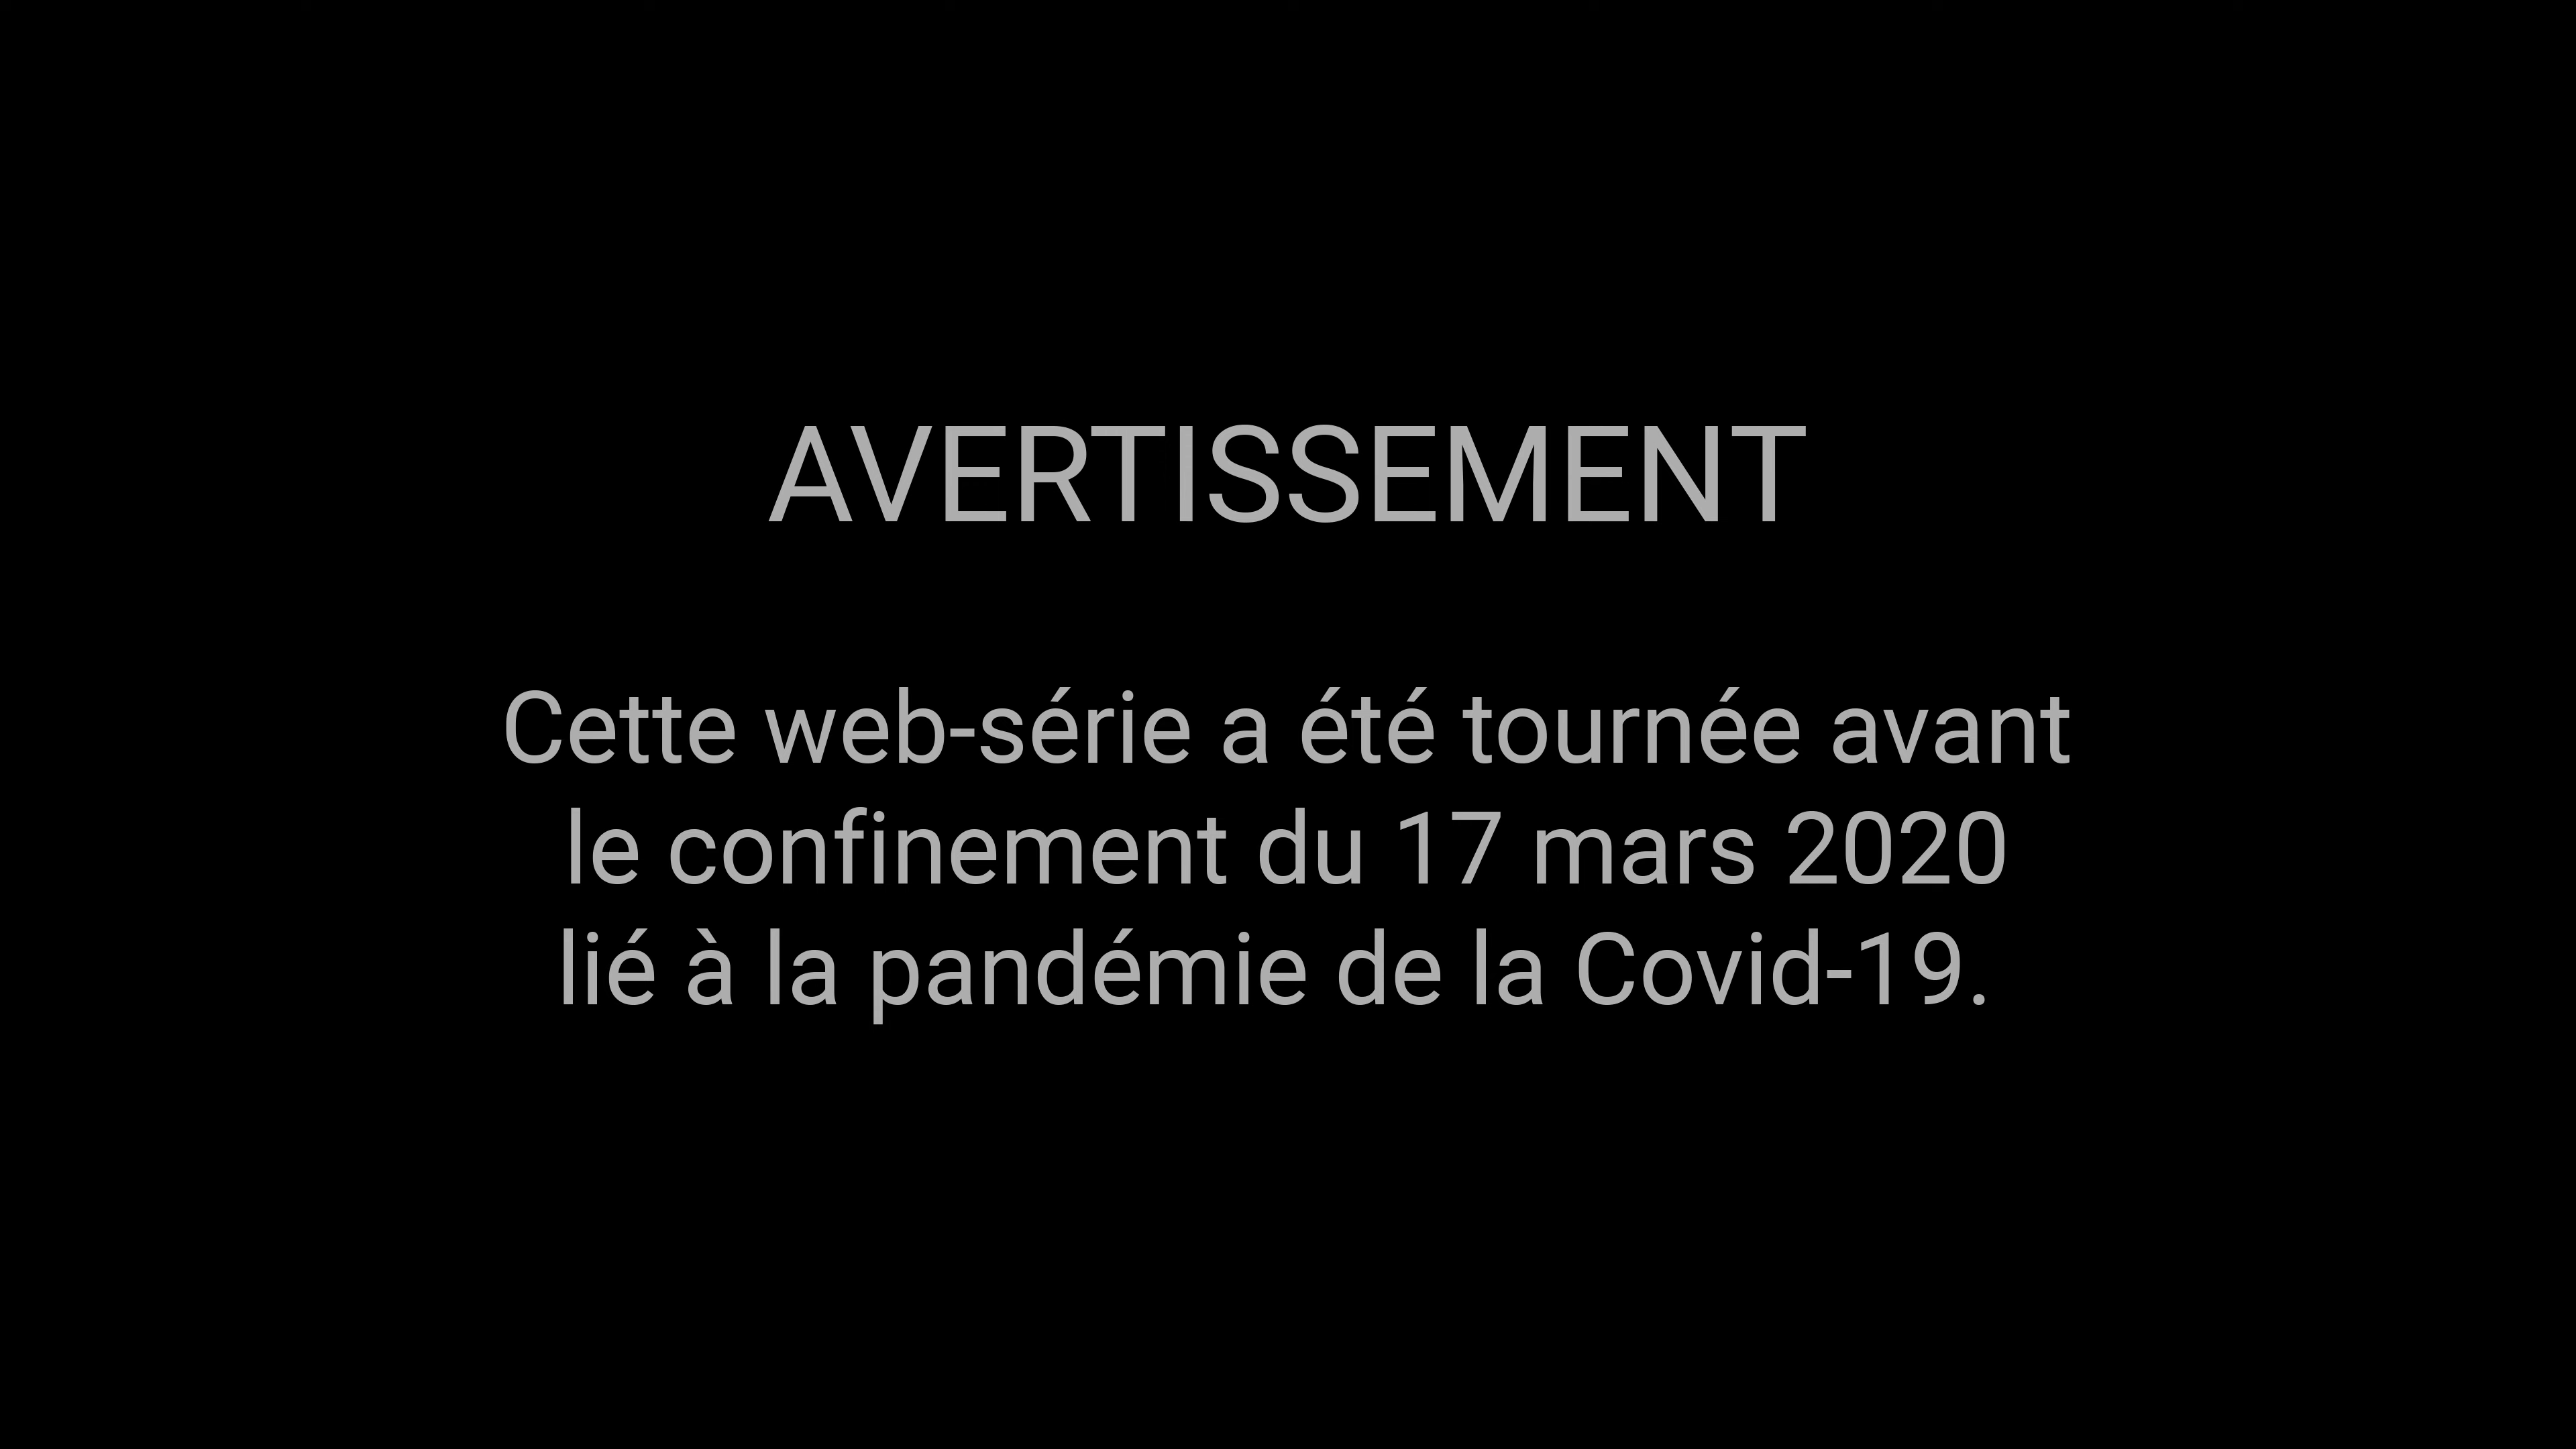 AVERTISSEMENT
Cette web-série a été tournée avant
le confinement du 17 mars 2020
lié à la pandémie de la Covid-19.